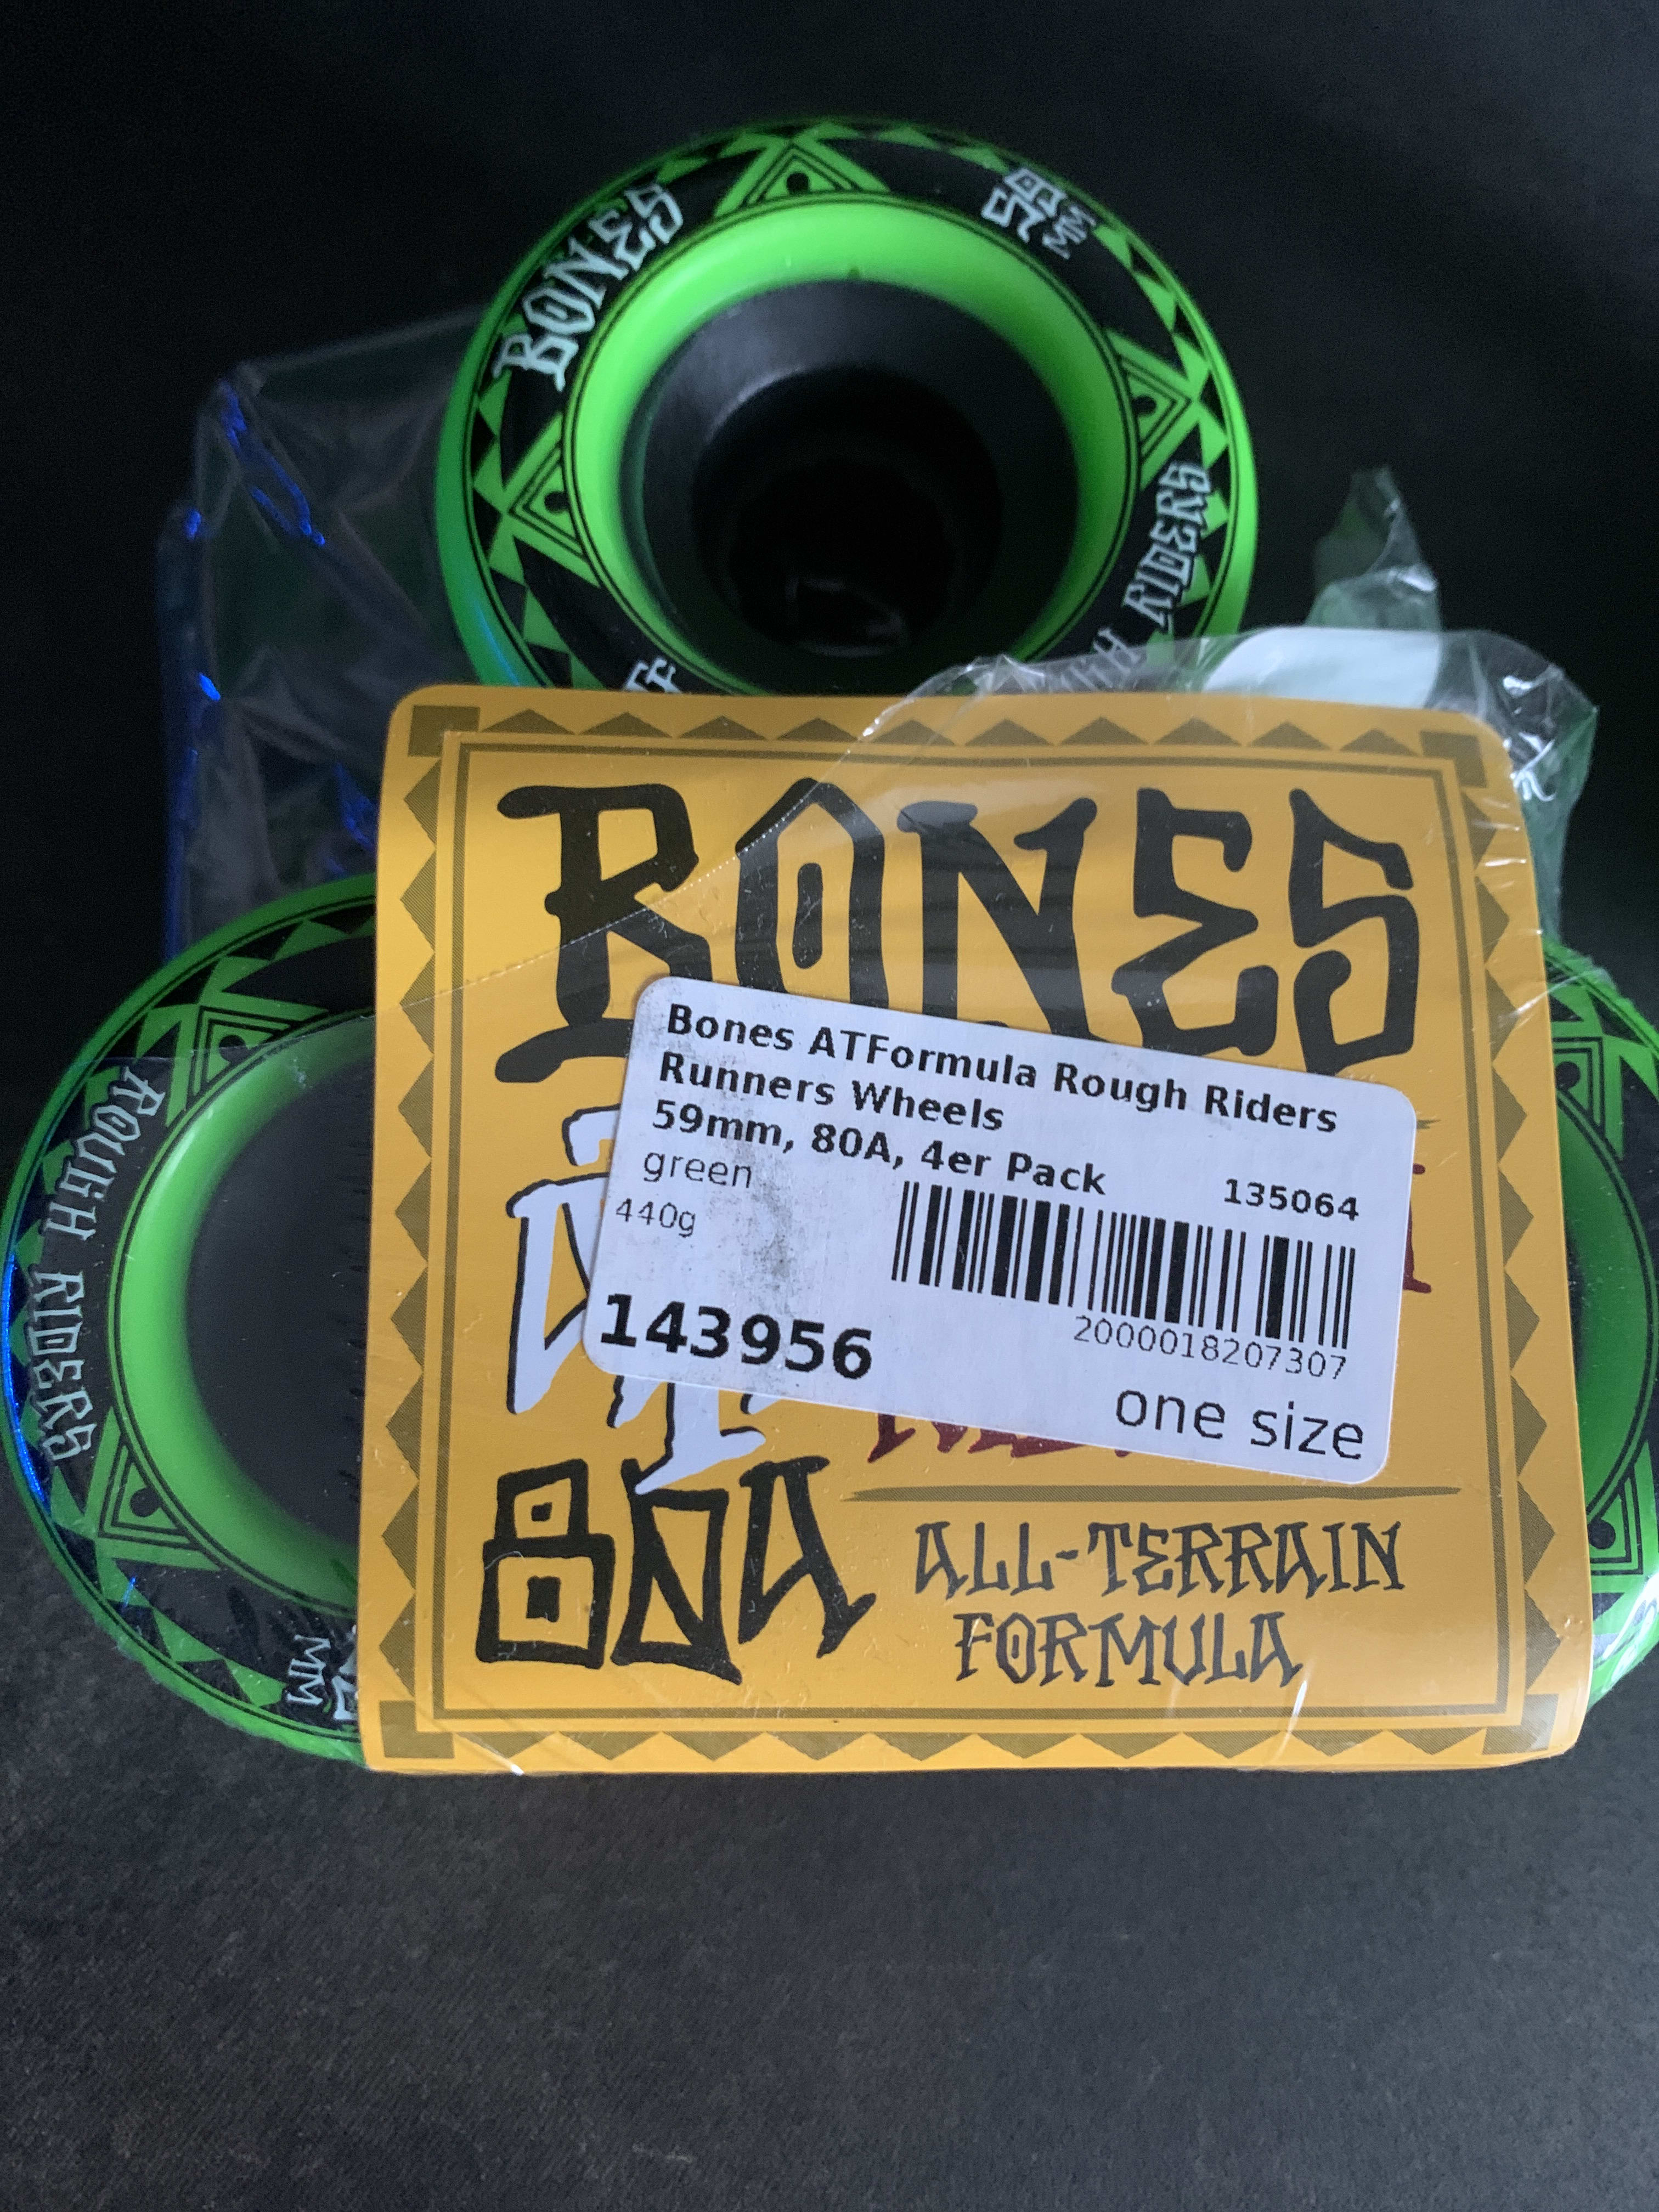 BONES
59
MM
ROUGH RIDERS
BONES
Bones ATFormula Rough Riders
Runners Wheels
59mm, 80A, 4er Pack
green
135064
440g
143956
2000018207307
one size
80A
ALL-TERRAIN
FORMULA
ROUGH RIDERS
MM